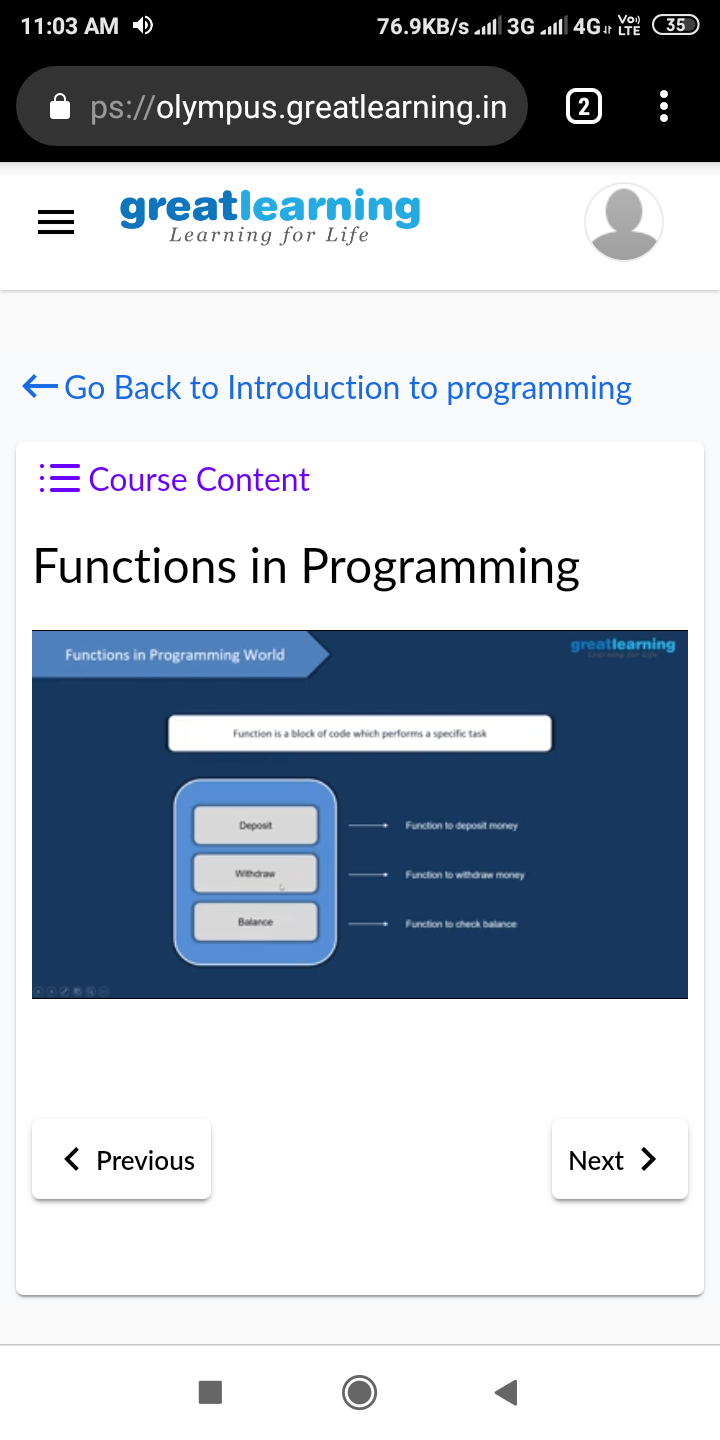 11:03 AM 76.9KB/s 3G 4G Vo) LTE 35
ps://olympus.greatlearning.in 2
greatlearning
Learning for Life
Go Back to Introduction to programming
Course Content
Functions in Programming
Functions in Programming World
greatlearning
Learning for Life
Function is a block of code which performs a specific task
Deposit Function to deposit money
Withdraw Function to withdraw money
Balance Function to check balance
Previous Next